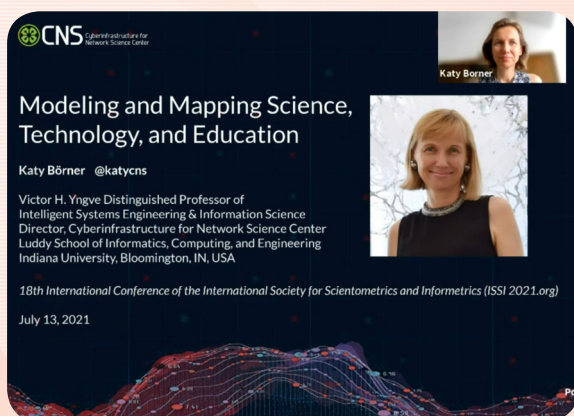 CNS Cyberinfrastructure for
Network Science Center
Katy Borner
Modeling and Mapping Science,
Technology, and Education
Katy Börner @katycns
Victor H. Yngve Distinguished Professor of
Intelligent Systems Engineering & Information Science
Director, Cyberinfrastructure for Network Science Center
Luddy School of Informatics, Computing, and Engineering
Indiana University, Bloomington, IN, USA
18th International Conference of the International Society for Scientometrics and Informetrics (ISSI 2021.org)
July 13, 2021